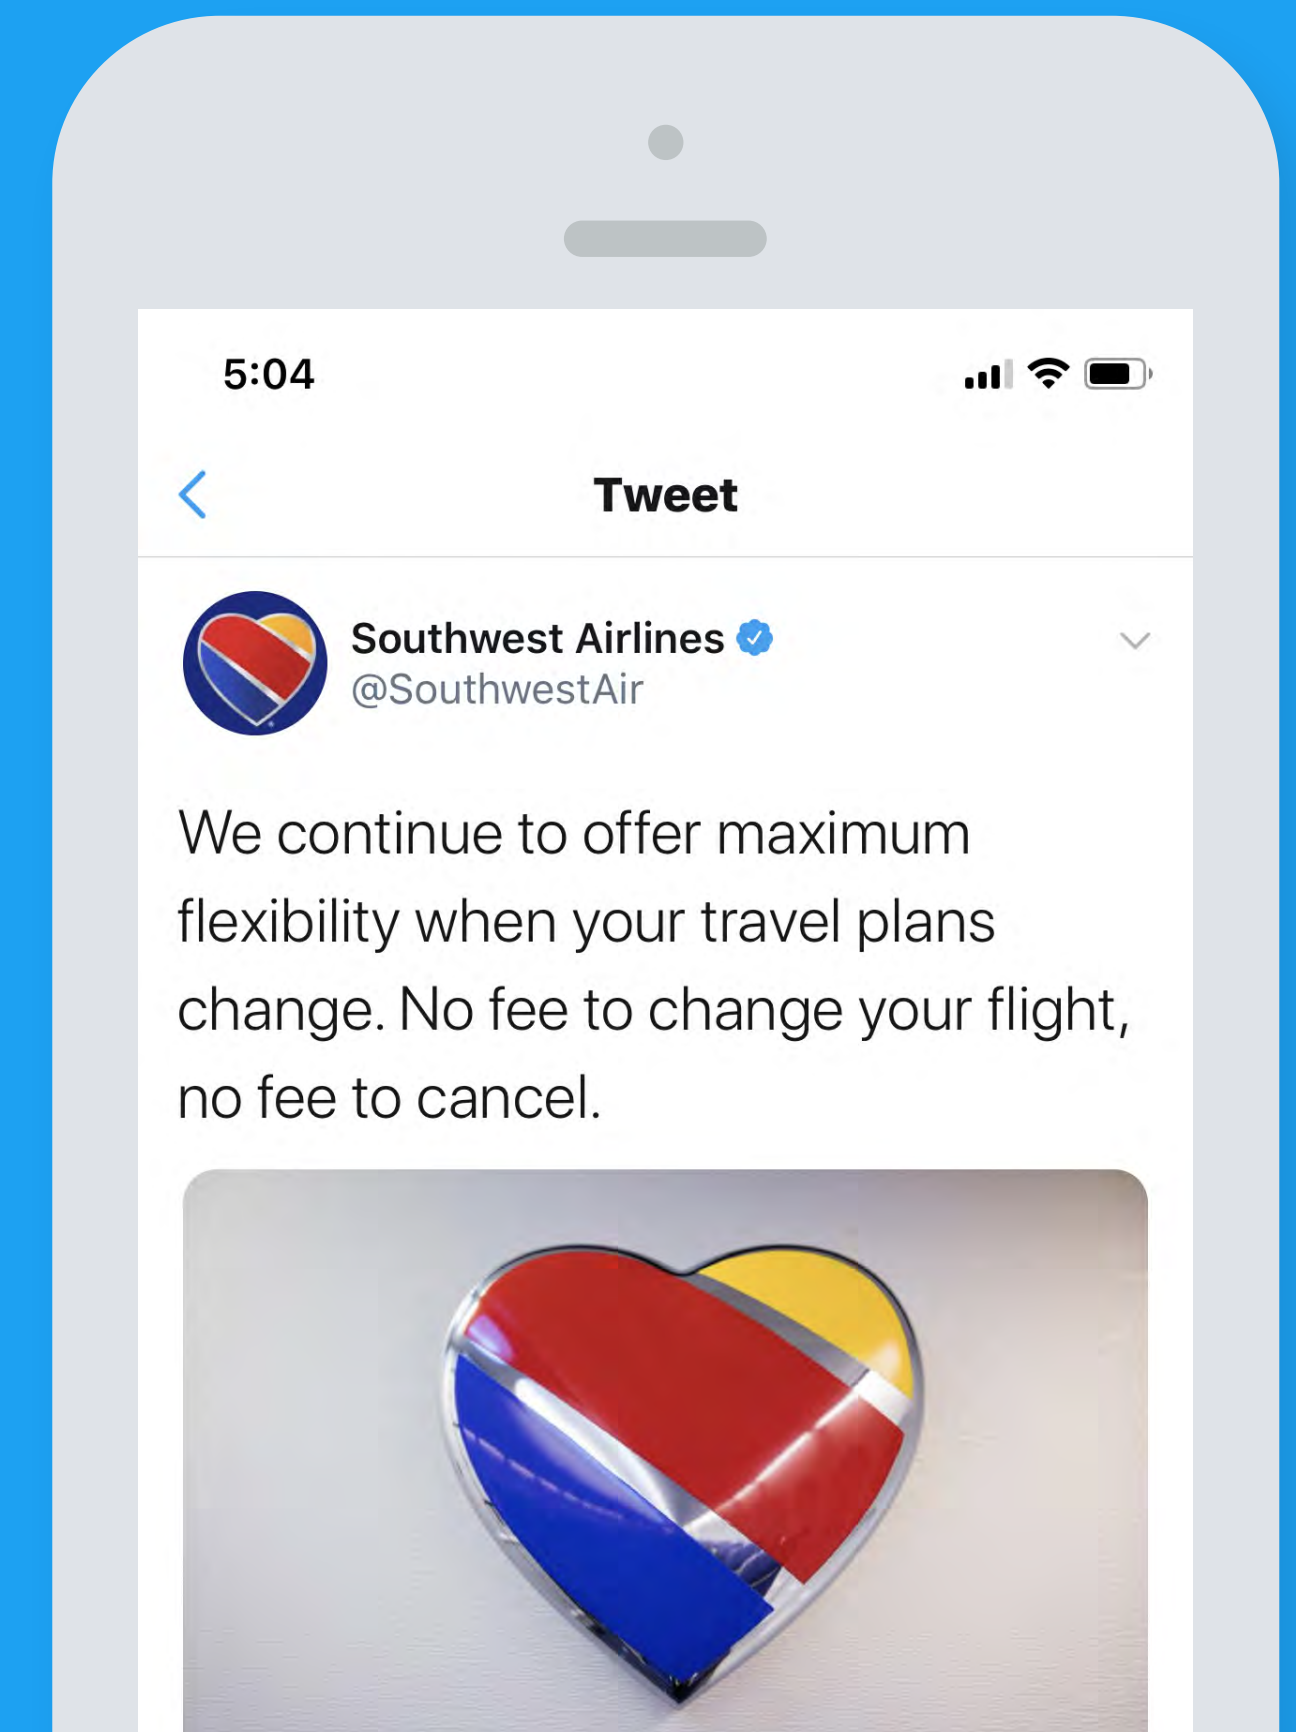 5:04
Tweet
Southwest Airlines
@SouthwestAir
We continue to offer maximum
flexibility when your travel plans
change. No fee to change your flight,
no fee to cancel.